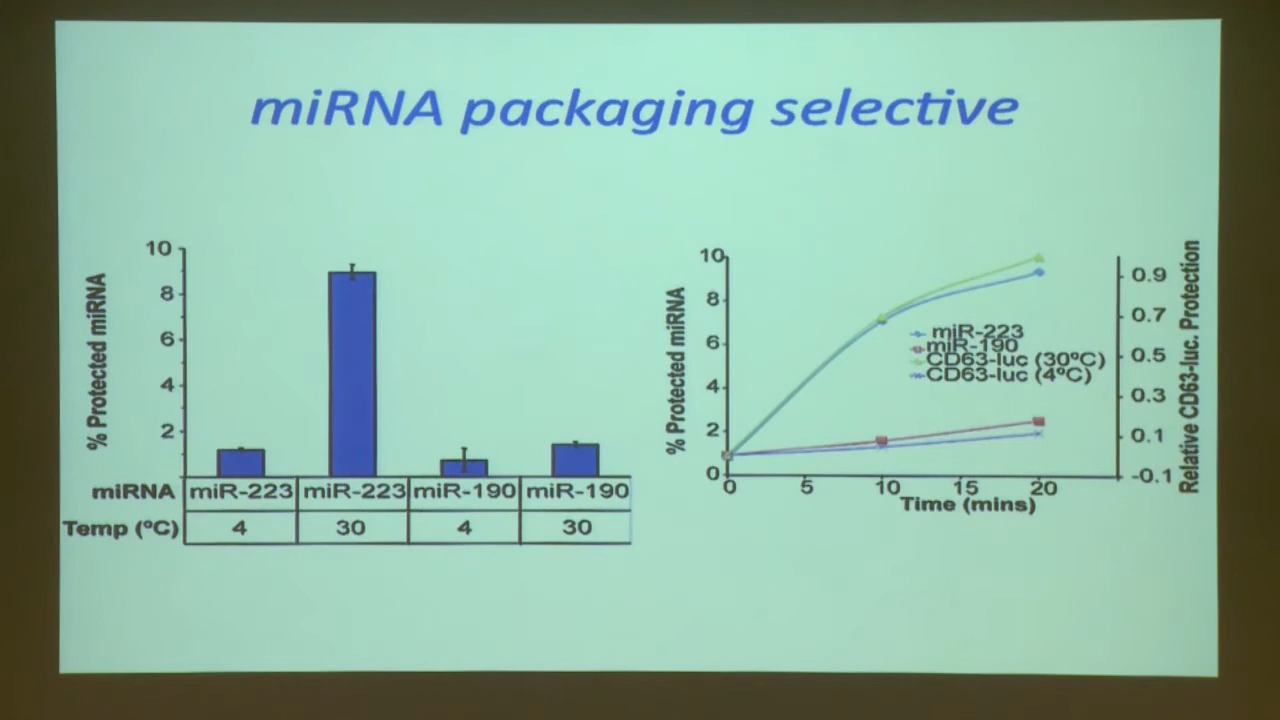 miRNA packaging selective
% Protected miRNA
10
8
6
4
2
miRNA miR-223 miR-223 miR-190 miR-190
Temp (ºC) 4 30 4 30
% Protected miRNA
10
8
6
4
2
0
0 5 10 15 20
Time (mins)
miR-223
miR-190
CD63-luc (30ºC)
CD63-luc (4ºC)
0.9
0.7
0.5
0.3
0.1
-0.1
Relative CD63-luc. Protection